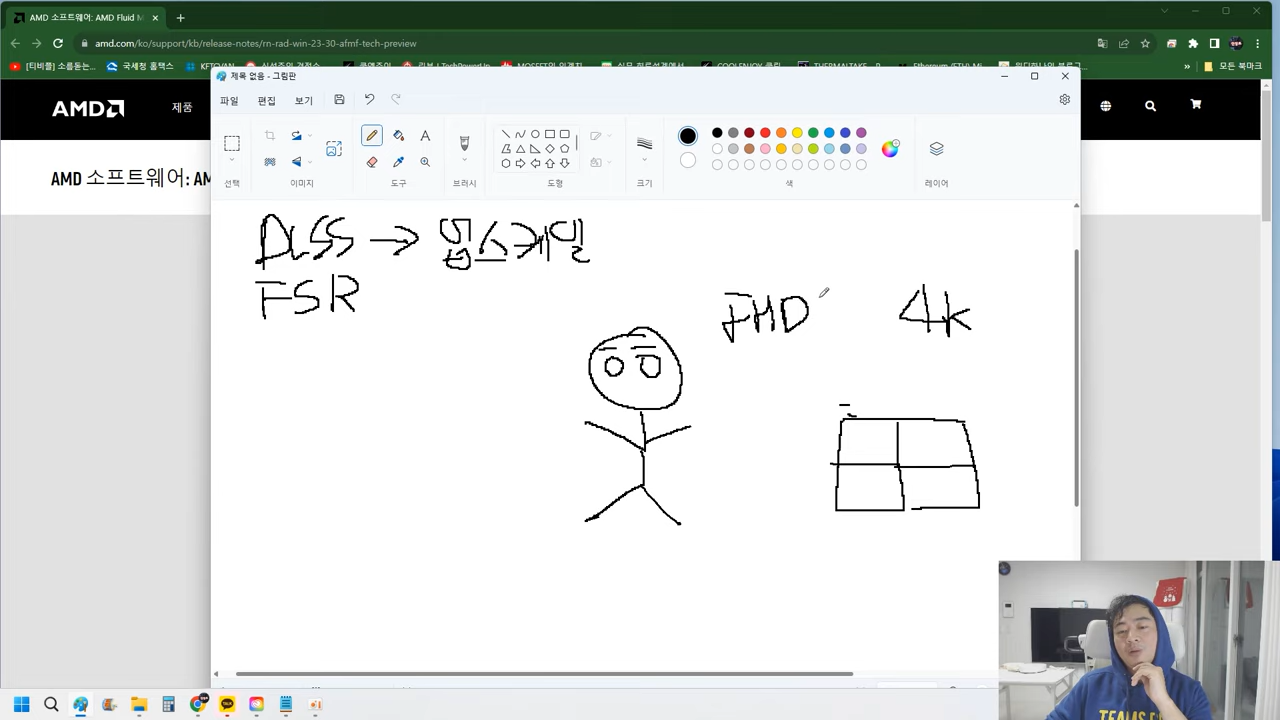 AMD 소프트웨어: AMD Fluid M
amd.com/ko/support/kb/release-notes/rn-rad-win-23-30-afmf-tech-preview
국세청 홈택스
KFTCVAN
COOLENJOY 쿨엔
모든 북마크
AMD
제품
AMD 소프트웨어: AM
제목 없음 - 그림판
파일 편집 보기
선택 이미지 도구 브러시 도형 크기 색 레이어
DLSS → 업스케일
FSR
FHD 4k
TEAMS